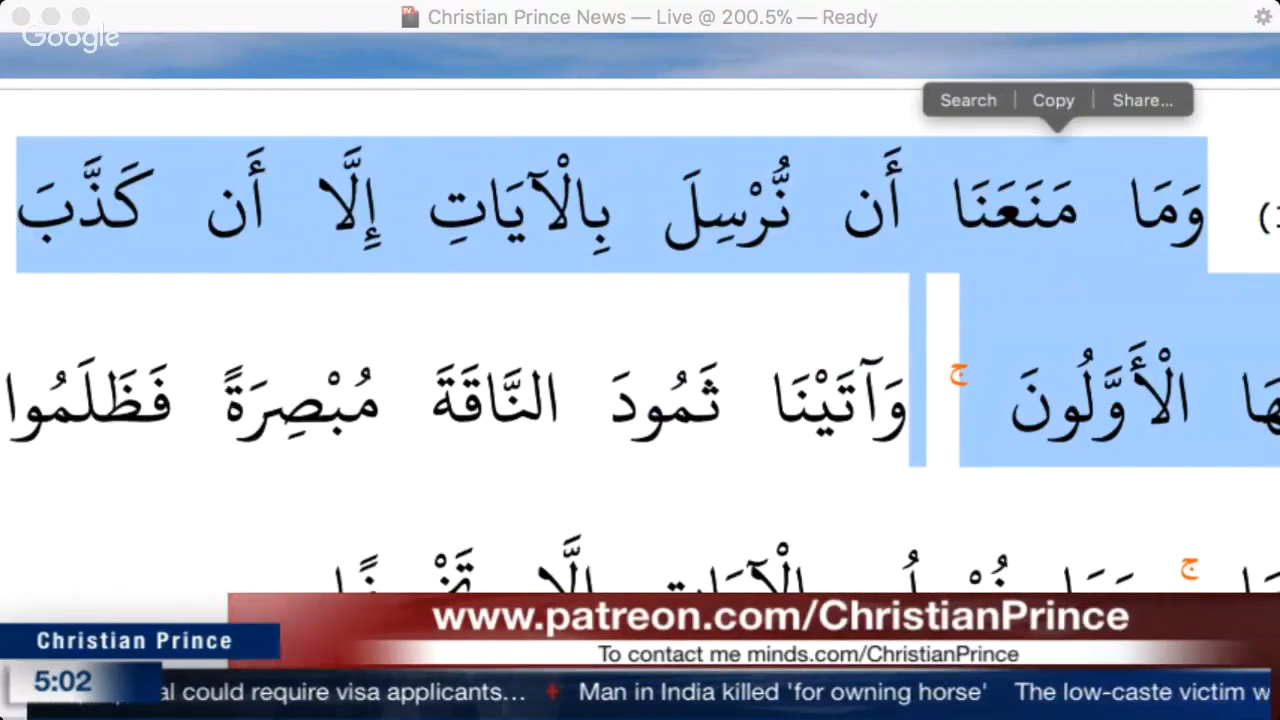 Christian Prince News — Live @ 200.5% — Ready
Google
Search | Copy | Share...
وَمَا مَنَعَنَا أَن نُّرْسِلَ بِالْآيَاتِ إِلَّا أَن كَذَّبَ
هَا الْأَوَّلُونَ ۚ وَآتَيْنَا ثَمُودَ النَّاقَةَ مُبْصِرَةً فَظَلَمُوا
www.patreon.com/ChristianPrince
Christian Prince
To contact me minds.com/ChristianPrince
5:02
al could require visa applicants... Man in India killed 'for owning horse' The low-caste victim w